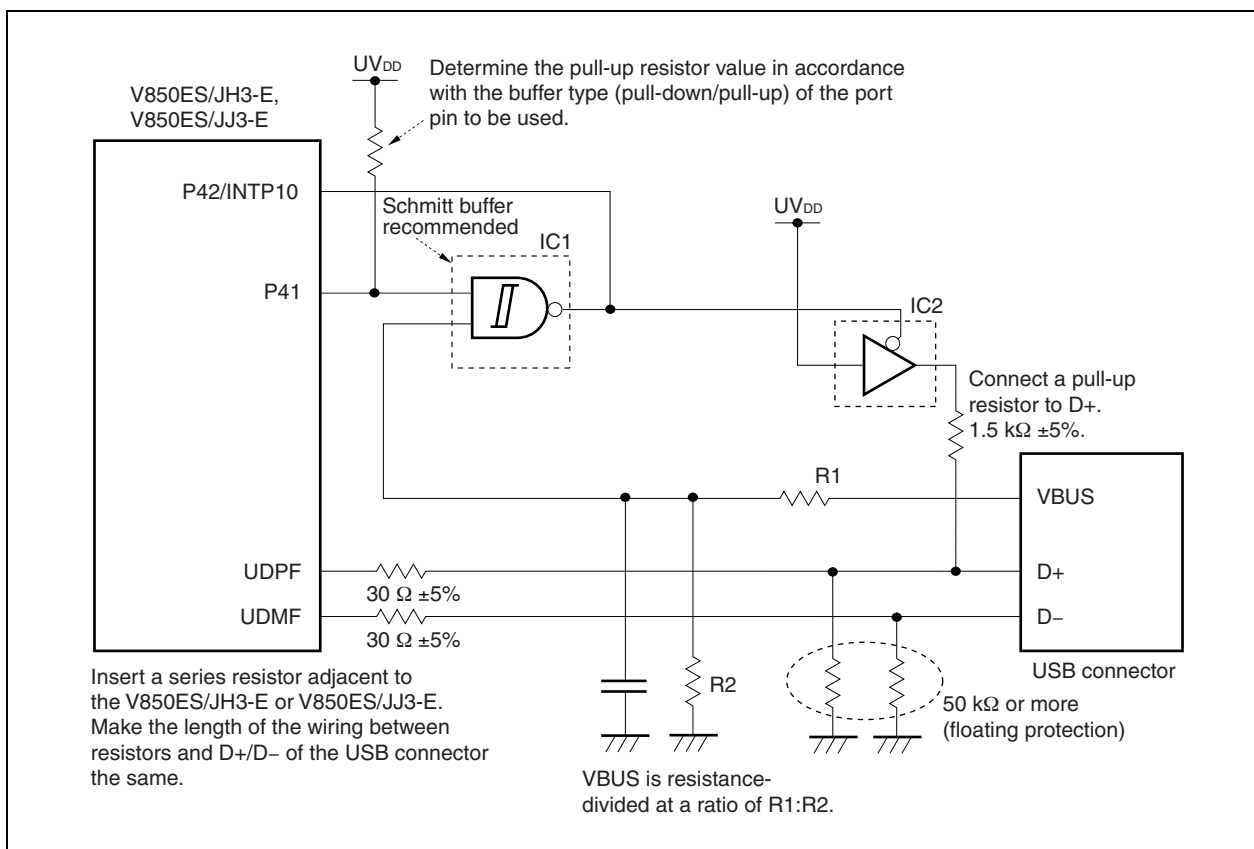 UVDD
Determine the pull-up resistor value in accordance
with the buffer type (pull-down/pull-up) of the port
pin to be used.
V850ES/JH3-E,
V850ES/JJ3-E
P42/INTP10
Schmitt buffer
recommended
IC1
UVDD
P41
IC2
Connect a pull-up
resistor to D+.
1.5 kΩ ±5%.
R1
VBUS
UDPF
30 Ω ±5%
D+
UDMF
30 Ω ±5%
D−
USB connector
R2
50 kΩ or more
(floating protection)
Insert a series resistor adjacent to
the V850ES/JH3-E or V850ES/JJ3-E.
Make the length of the wiring between
resistors and D+/D− of the USB connector
the same.
VBUS is resistance-
divided at a ratio of R1:R2.